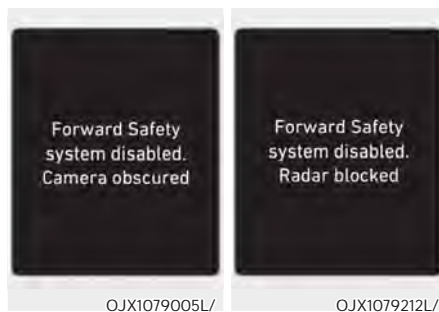 Forward Safety
system disabled.
Camera obscured
Forward Safety
system disabled.
Radar blocked
OJX1079005L/
OJX1079212L/